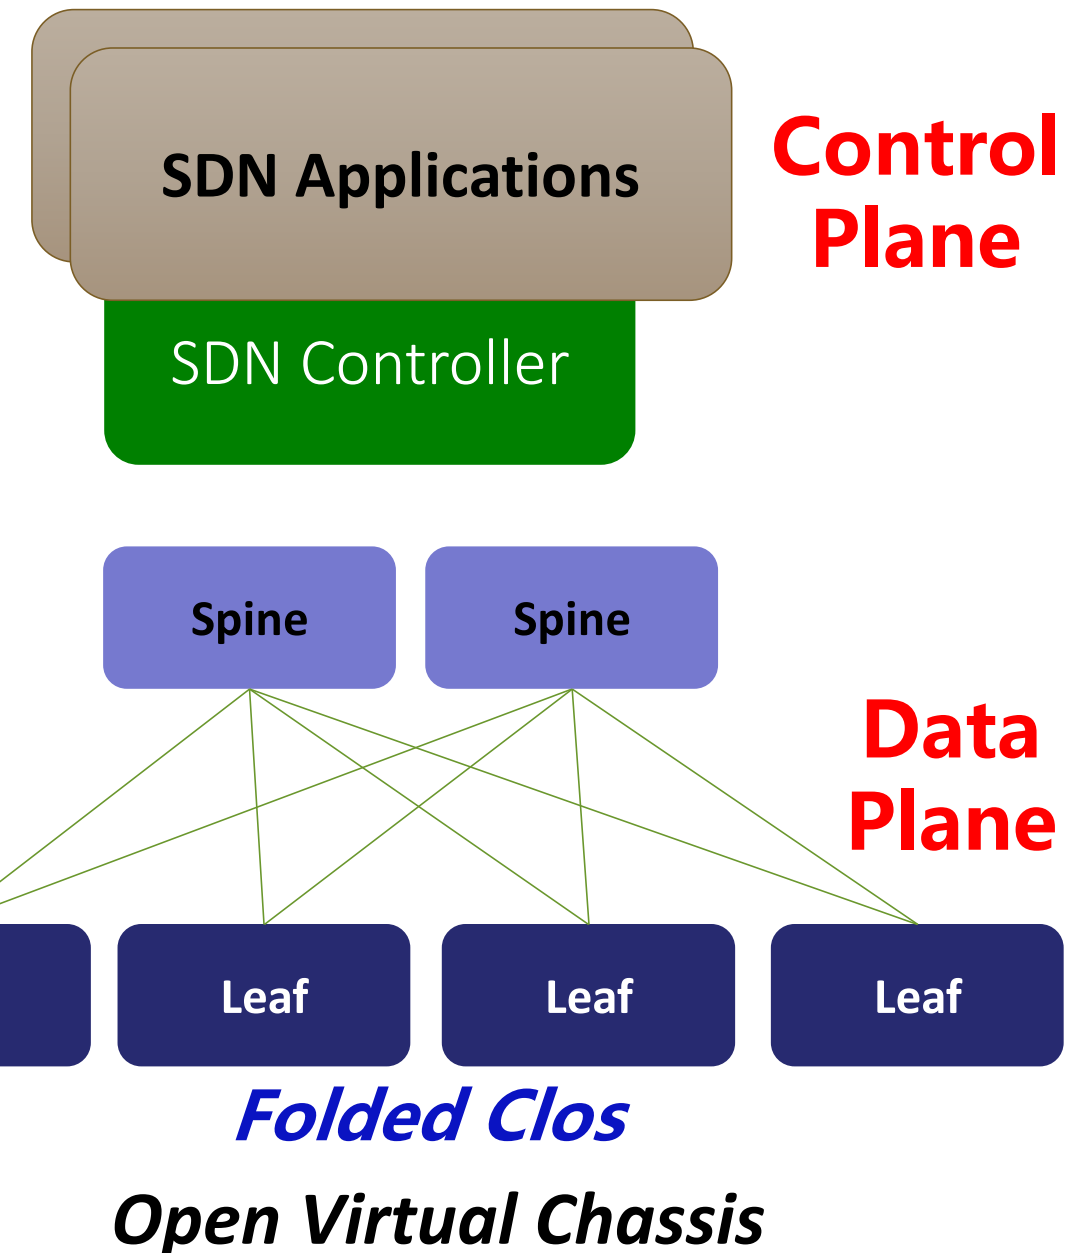 SDN Applications
Control
Plane
SDN Controller
Spine
Spine
Data
Plane
Leaf
Leaf
Leaf
Folded Clos
Open Virtual Chassis